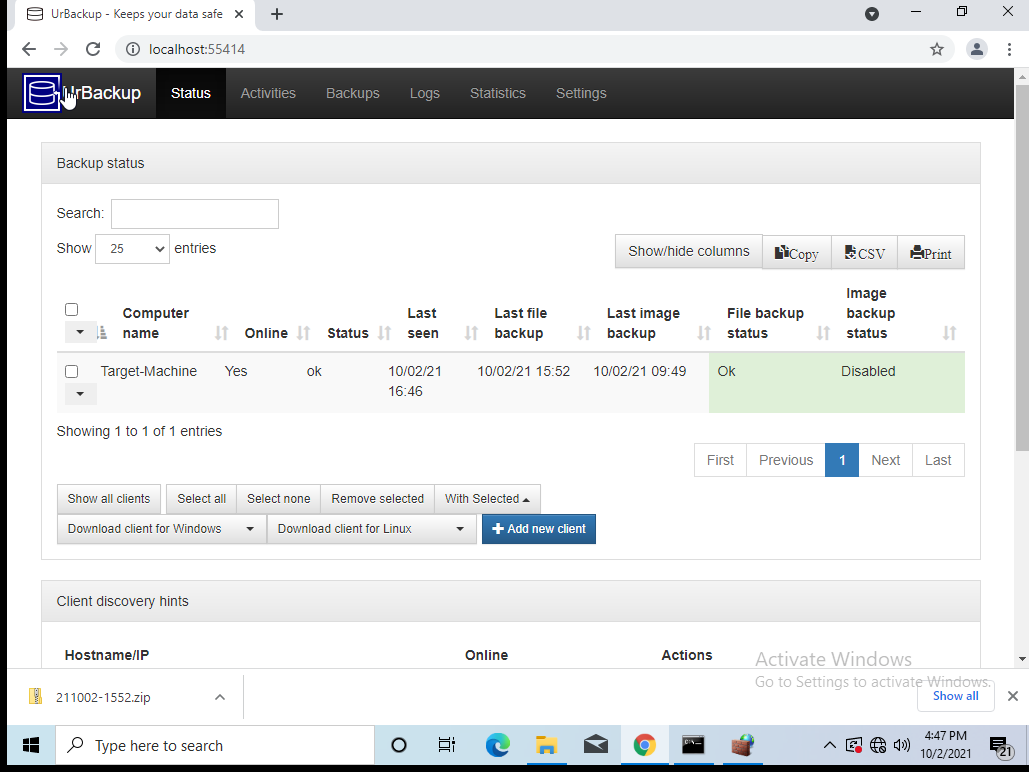 UrBackup - Keeps your data safe
localhost:55414
UrBackup Status Activities Backups Logs Statistics Settings
Backup status
Search:
Show 25 entries
Show/hide columns Copy CSV Print
Computer name Online Status Last seen Last file backup Last image backup File backup status Image backup status
Target-Machine Yes ok 10/02/21 16:46 10/02/21 15:52 10/02/21 09:49 Ok Disabled
Showing 1 to 1 of 1 entries
First Previous 1 Next Last
Show all clients Select all Select none Remove selected With Selected
Download client for Windows Download client for Linux + Add new client
Client discovery hints
Hostname/IP Online Actions
Activate Windows
Go to Settings to activate Windows.
211002-1552.zip Show all
Type here to search
4:47 PM
10/2/2021
21